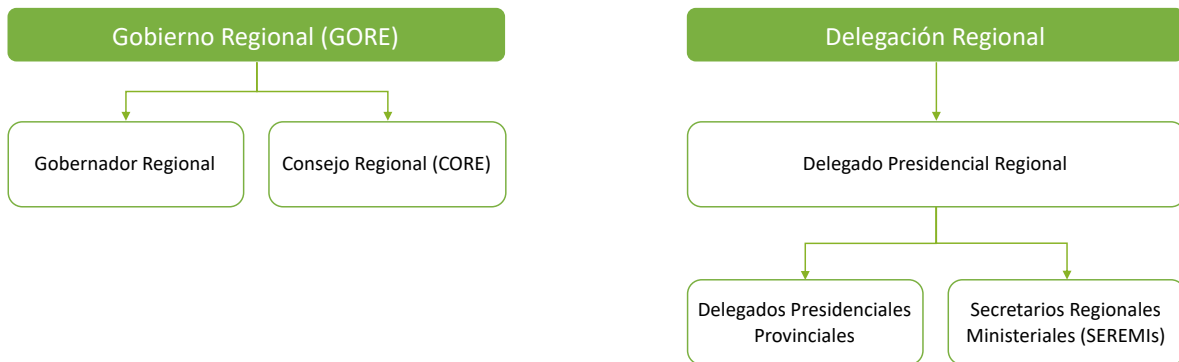 Gobierno Regional (GORE)
Gobernador Regional
Consejo Regional (CORE)
Delegación Regional
Delegado Presidencial Regional
Delegados Presidenciales
Provinciales
Secretarios Regionales
Ministeriales (SEREMIs)